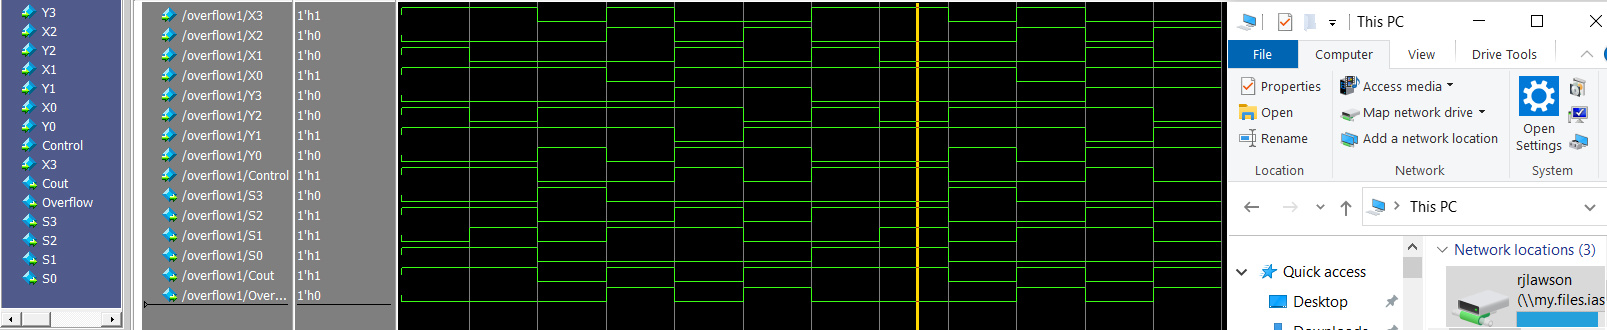 Y3
X2
Y2
X1
Y1
X0
Y0
Control
X3
Cout
Overflow
S3
S2
S1
S0
/overflow1/X3 1'h1
/overflow1/X2 1'h0
/overflow1/X1 1'h0
/overflow1/X0 1'h1
/overflow1/Y3 1'h0
/overflow1/Y2 1'h0
/overflow1/Y1 1'h1
/overflow1/Y0 1'h0
/overflow1/Control 1'h1
/overflow1/S3 1'h0
/overflow1/S2 1'h1
/overflow1/S1 1'h1
/overflow1/S0 1'h1
/overflow1/Cout 1'h1
/overflow1/Over... 1'h0
This PC
File Computer View Drive Tools
Properties
Open
Rename
Location
Access media
Map network drive
Add a network location
Network
Open
Settings
System
This PC
Quick access
Desktop
Downloads
Network locations (3)
rjlawson
(\\my.files.ias